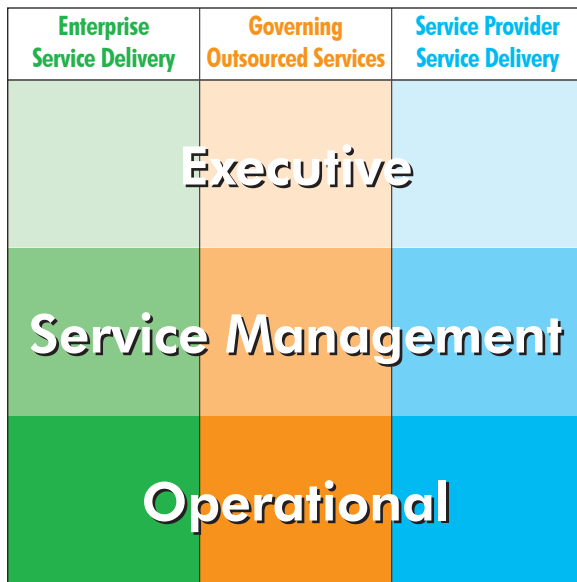 Enterprise
Service Delivery
Governing
Outsourced Services
Service Provider
Service Delivery
Executive
Service Management
Operational